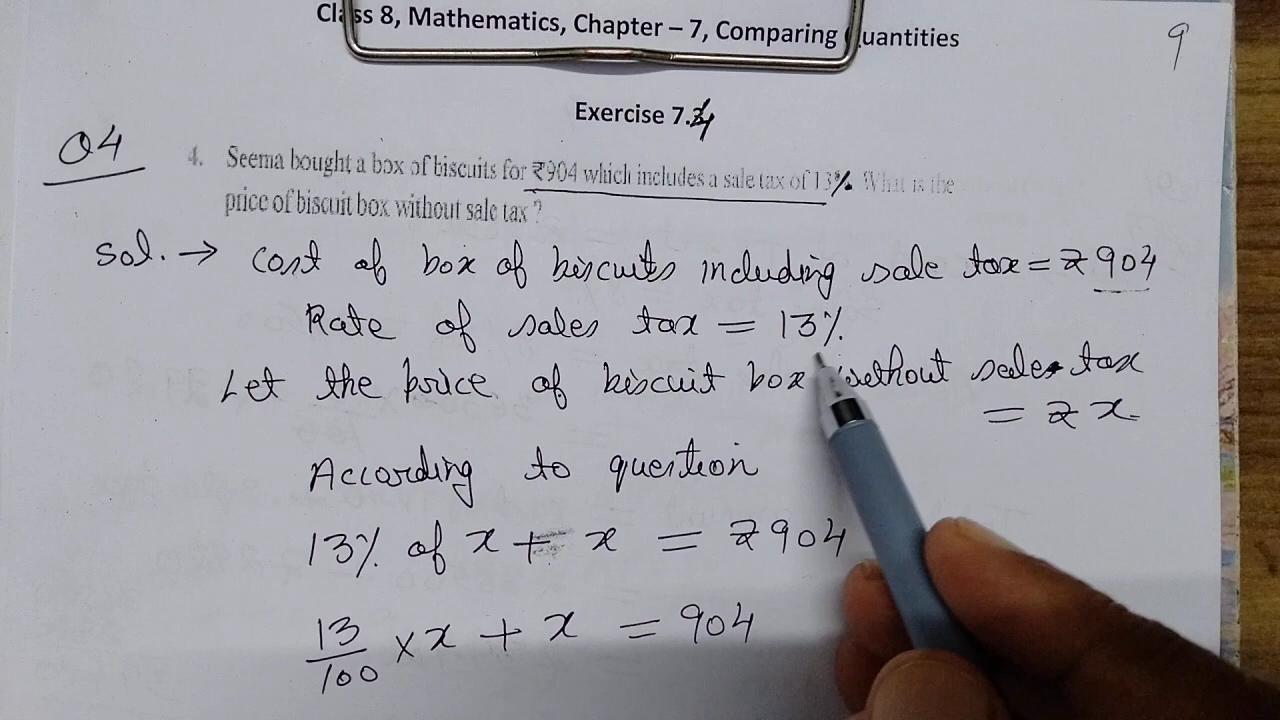 Class 8, Mathematics, Chapter – 7, Comparing Quantities
9
Exercise 7.4
Q4
4. Seema bought a box of biscuits for ₹904 which includes a sale tax of 13%. What is the
price of biscuit box without sale tax ?
Sol. → Cost of box of biscuits including sale tax = ₹904
Rate of sales tax = 13%
Let the price of biscuit box without sales tax
= ₹ x
According to question
13% of x + x = ₹904
13/100 × x + x = 904